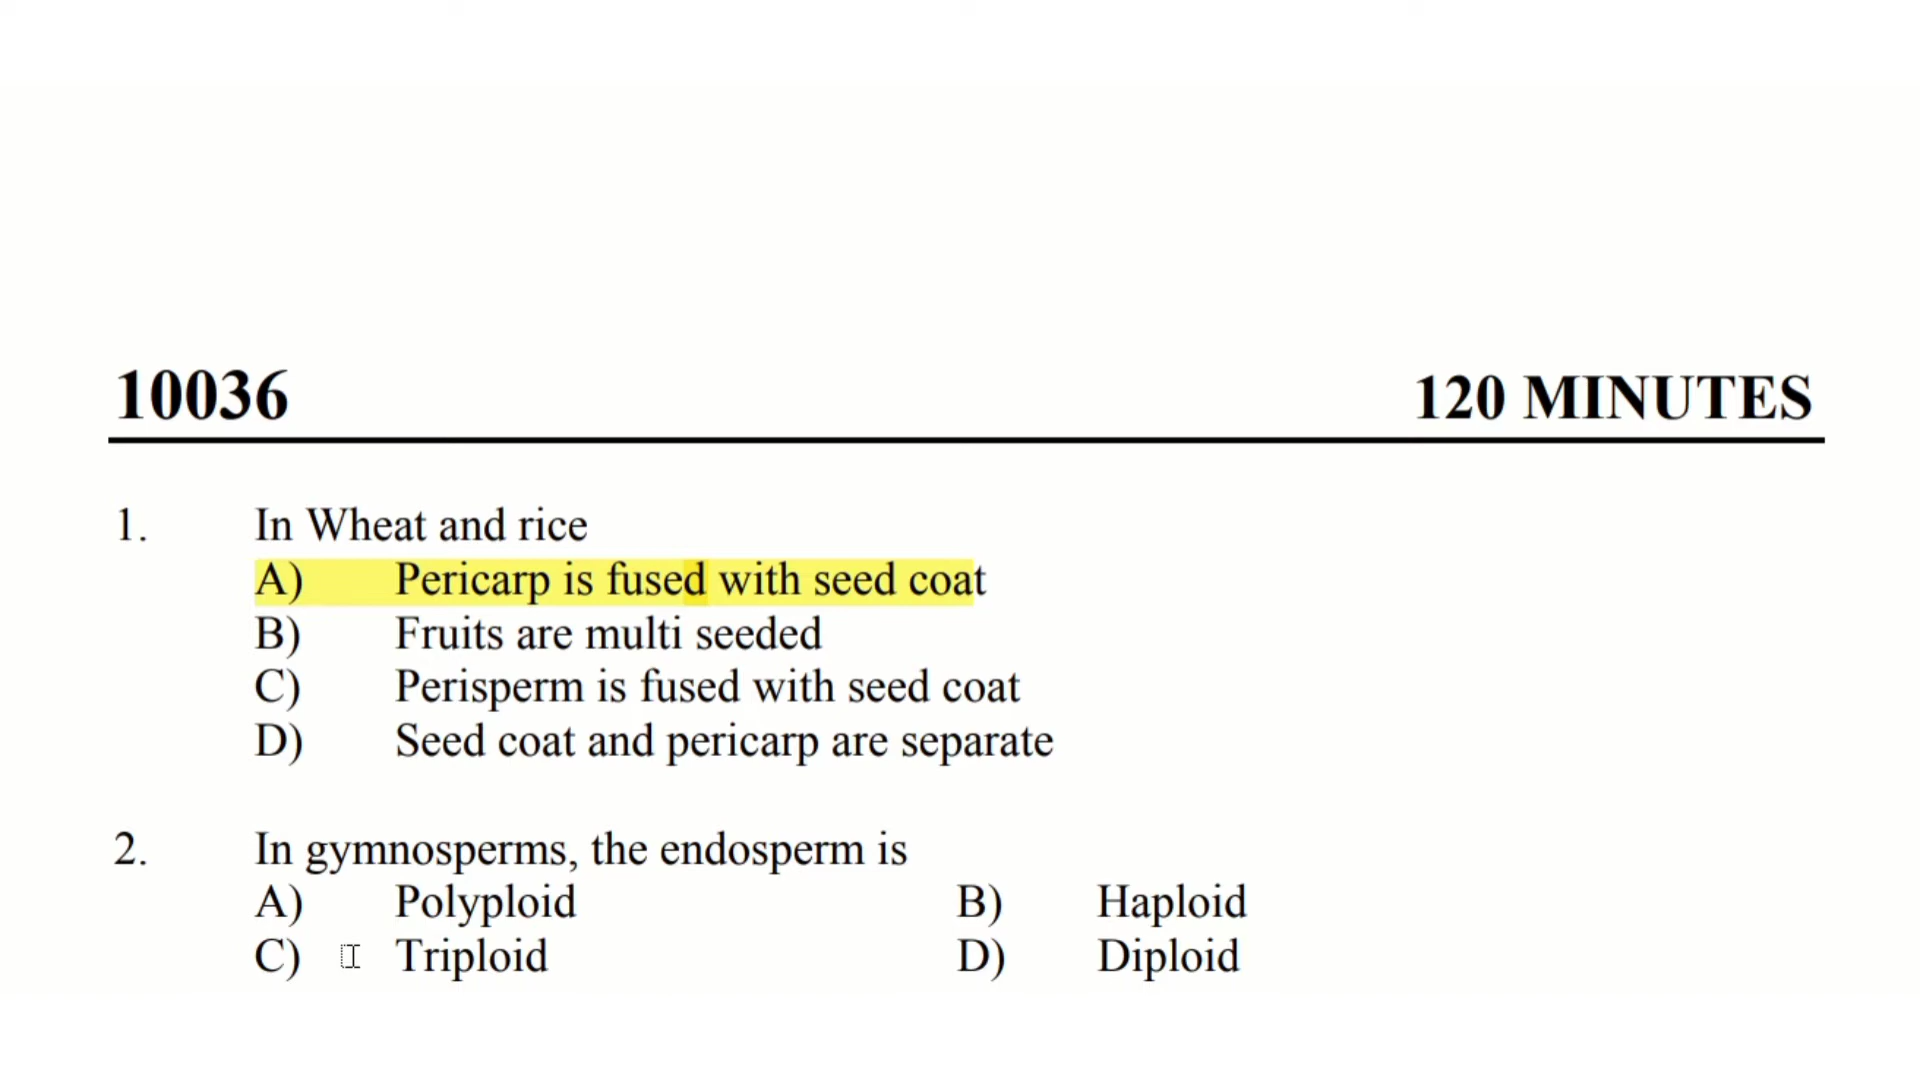 10036 120 MINUTES
1. In Wheat and rice
A) Pericarp is fused with seed coat
B) Fruits are multi seeded
C) Perisperm is fused with seed coat
D) Seed coat and pericarp are separate
2. In gymnosperms, the endosperm is
A) Polyploid B) Haploid
C) Triploid D) Diploid